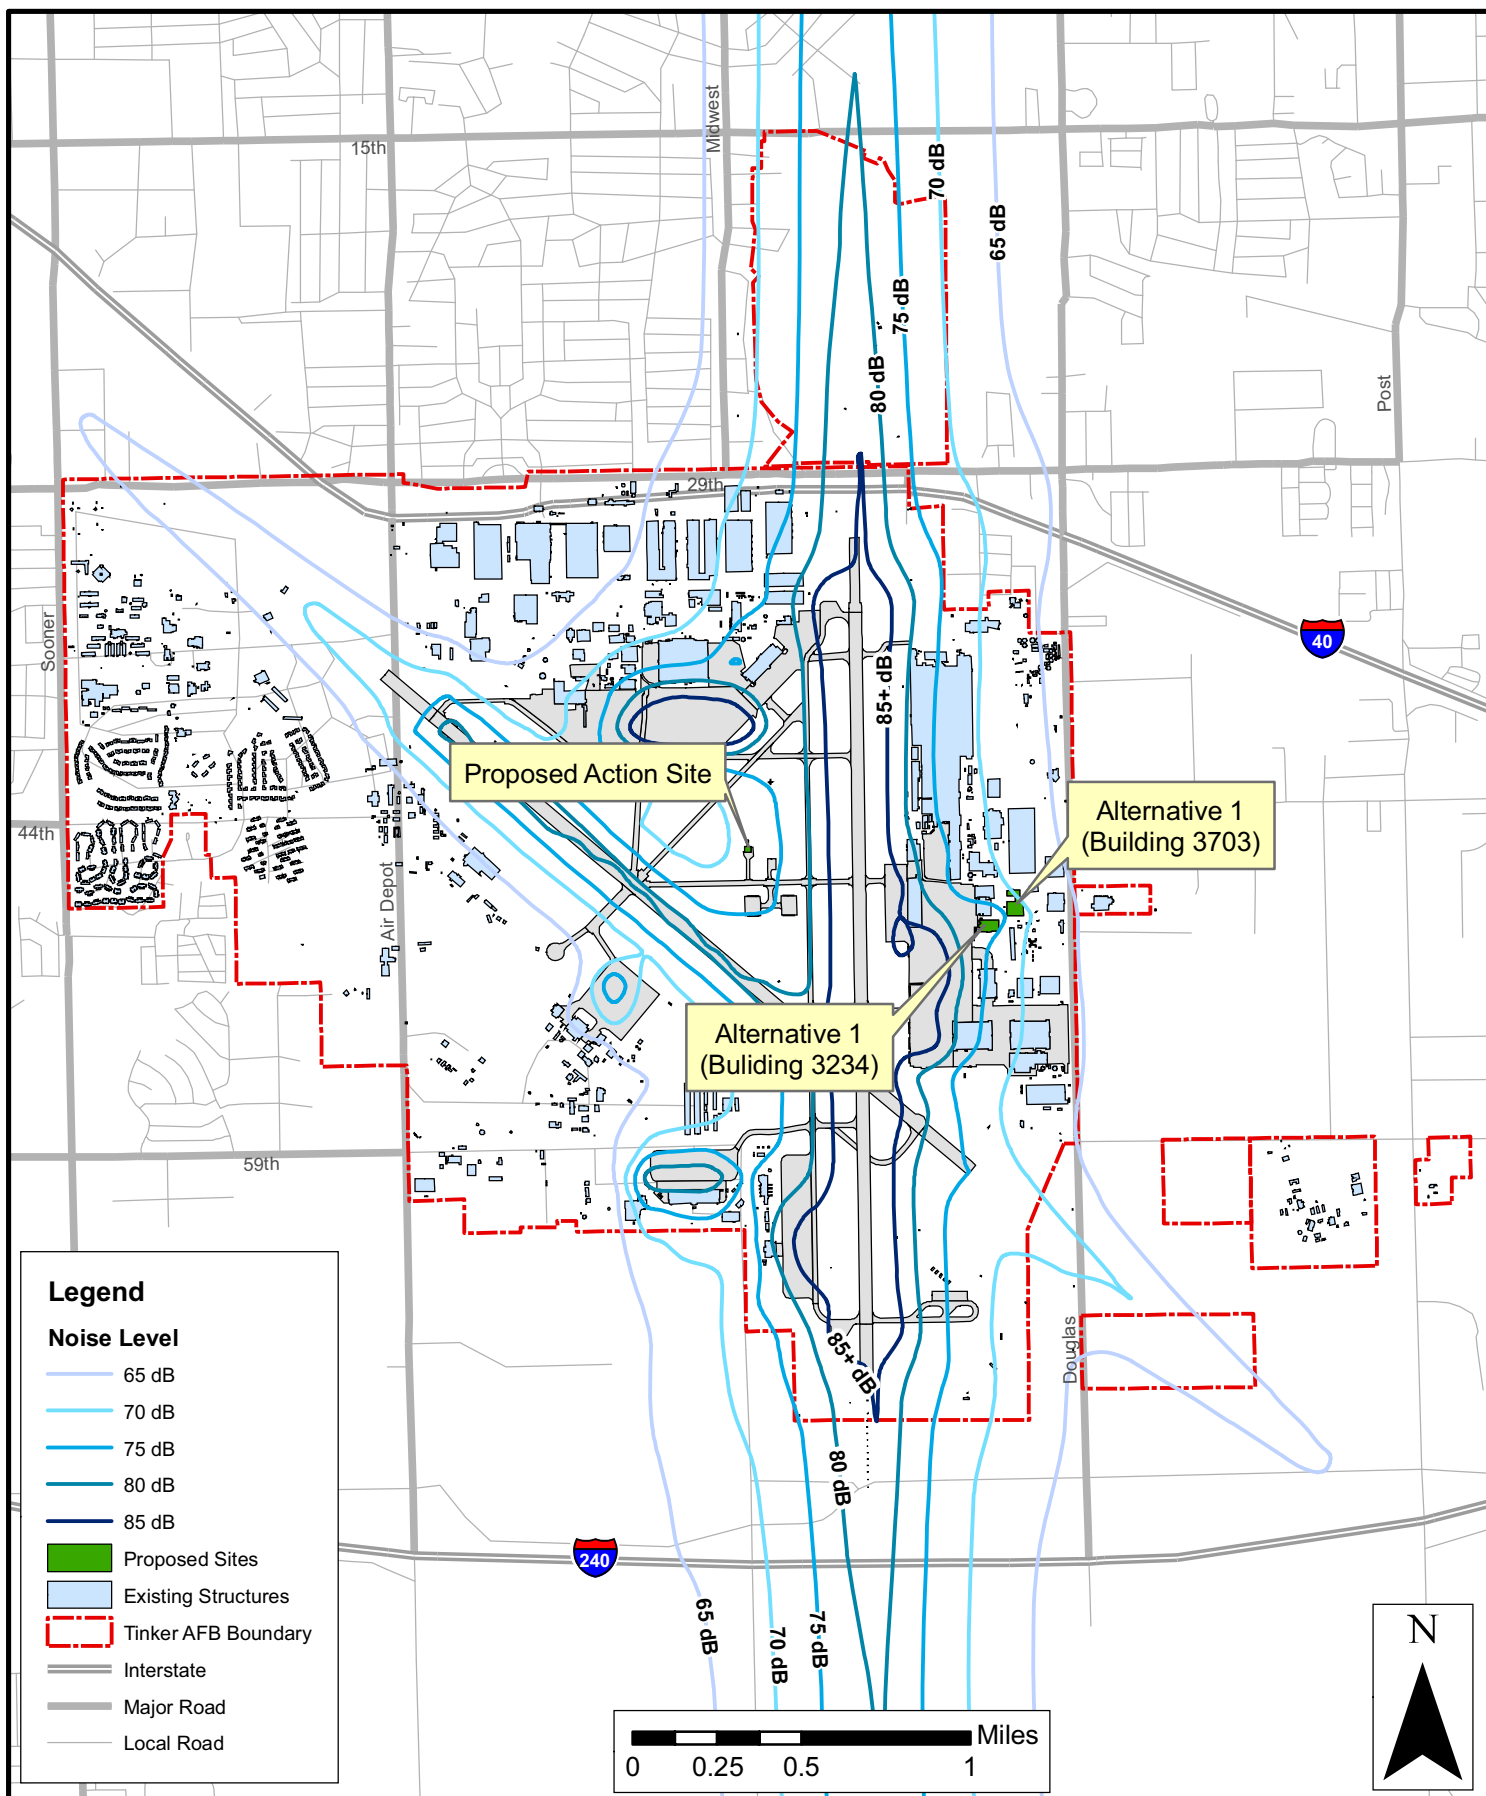 15th
Midwest
70 dB
65 dB
75 dB
80 dB
Post
29th
40
Sooner
85+ dB
Proposed Action Site
Alternative 1
(Building 3703)
44th
Air Depot
Alternative 1
(Buliding 3234)
59th
Douglas
85+ dB
80 dB
240
65 dB
70 dB
75 dB
Legend
Noise Level
65 dB
70 dB
75 dB
80 dB
85 dB
Proposed Sites
Existing Structures
Tinker AFB Boundary
Interstate
Major Road
Local Road
Miles
0 0.25 0.5 1
N